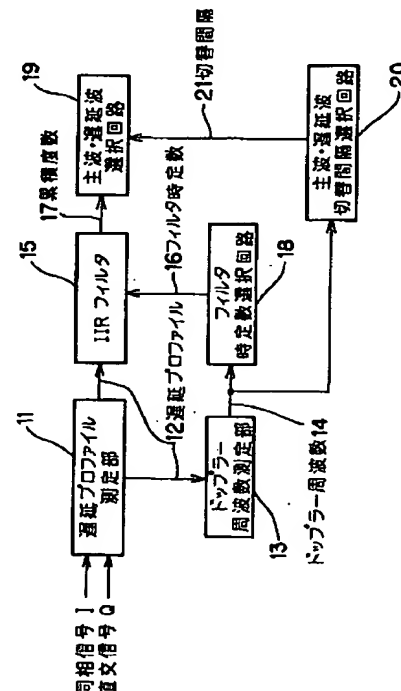 同相信号 I
直交信号 Q
11
遅延プロファイル
測定部
12遅延プロファイル
15
IIR フィルタ
17累積度数
19
主波・遅延波
選択回路
16フィルタ時定数
13
ドップラー
周波数測定部
ドップラー周波数14
18
フィルタ
時定数選択回路
21切替間隔
20
主波・遅延波
切替間隔選択回路